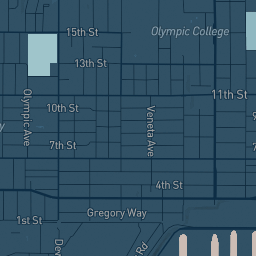 15th St
Olympic College
13th St
11th St
10th St
Olympic Ave
Veneta Ave
7th St
4th St
Gregory Way
1st St
Rd